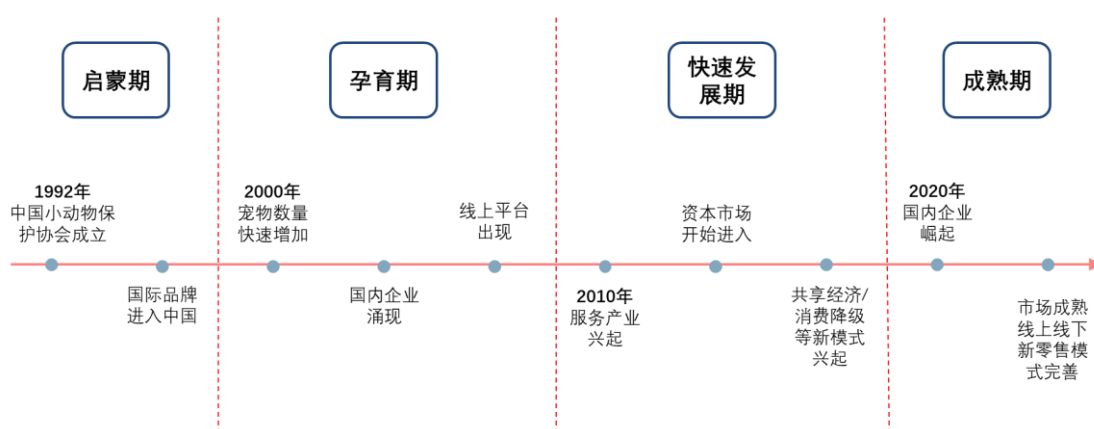 启蒙期
孕育期
快速发
展期
成熟期
1992年
中国小动物保
护协会成立
国际品牌
进入中国
2000年
宠物数量
快速增加
国内企业
涌现
线上平台
出现
2010年
服务产业
兴起
资本市场
开始进入
共享经济/
消费降级
等新模式
兴起
2020年
国内企业
崛起
市场成熟
线上线下
新零售模
式完善